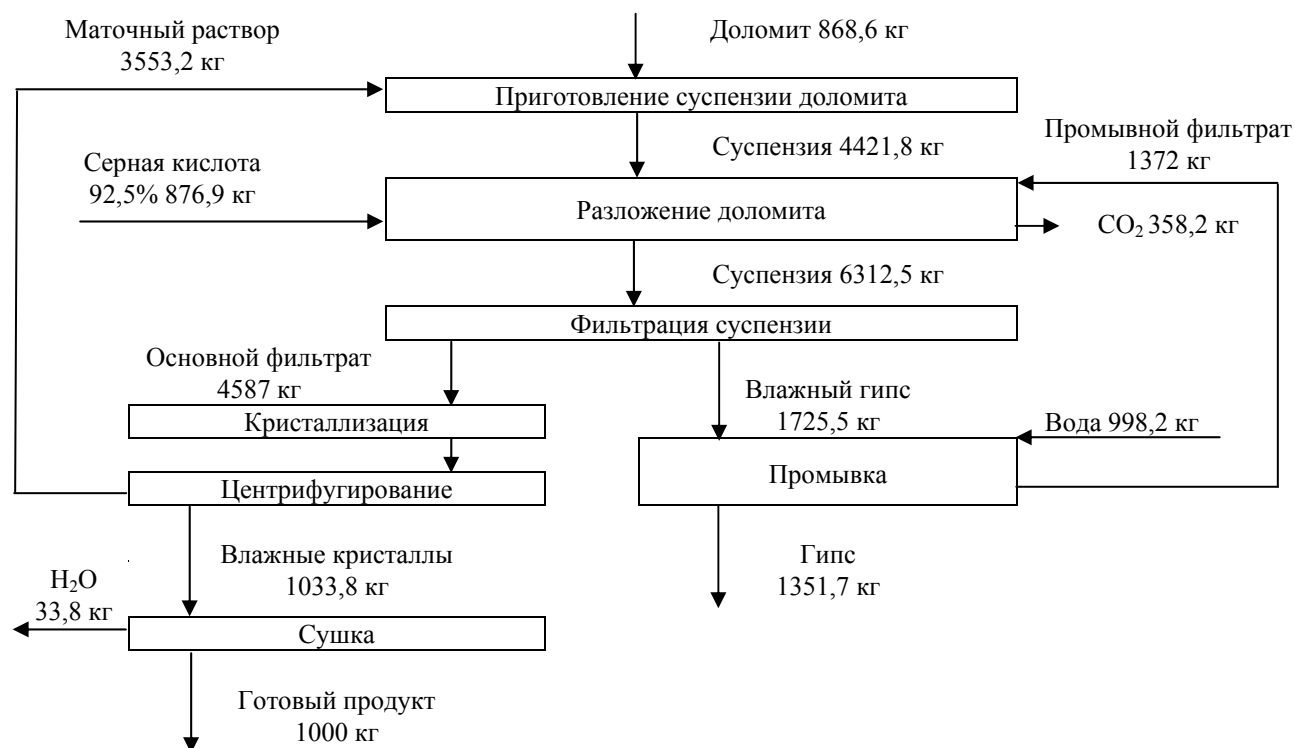 Маточный раствор
3553,2 кг
Доломит 868,6 кг
Приготовление суспензии доломита
Суспензия 4421,8 кг
Промывной фильтрат
1372 кг
Серная кислота
92,5% 876,9 кг
Разложение доломита
CO₂ 358,2 кг
Суспензия 6312,5 кг
Фильтрация суспензии
Основной фильтрат
4587 кг
Влажный гипс
1725,5 кг
Кристаллизация
Вода 998,2 кг
Промывка
Центрифугирование
Влажные кристаллы
1033,8 кг
Гипс
1351,7 кг
H₂O
33,8 кг
Сушка
Готовый продукт
1000 кг